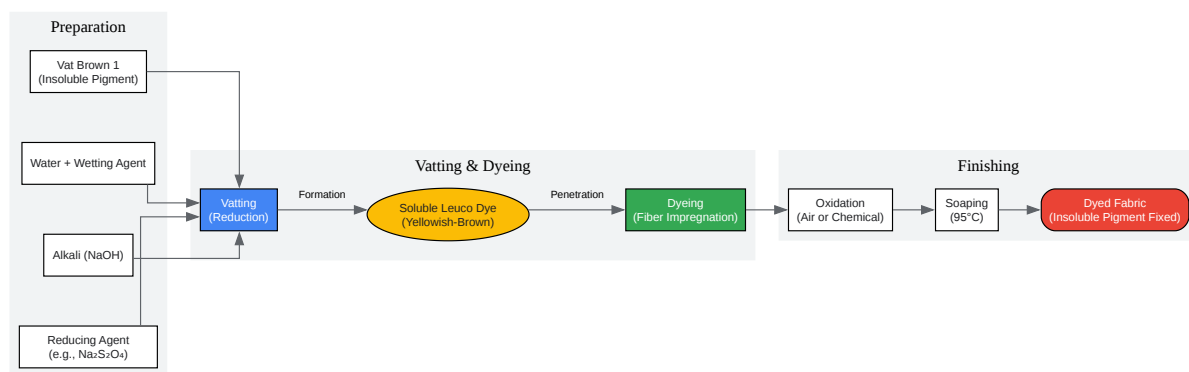 Preparation
Vat Brown 1
(Insoluble Pigment)
Water + Wetting Agent
Alkali (NaOH)
Reducing Agent
(e.g., Na₂S₂O₄)
Vatting & Dyeing
Vatting
(Reduction)
Formation
Soluble Leuco Dye
(Yellowish-Brown)
Penetration
Dyeing
(Fiber Impregnation)
Finishing
Oxidation
(Air or Chemical)
Soaping
(95°C)
Dyed Fabric
(Insoluble Pigment Fixed)